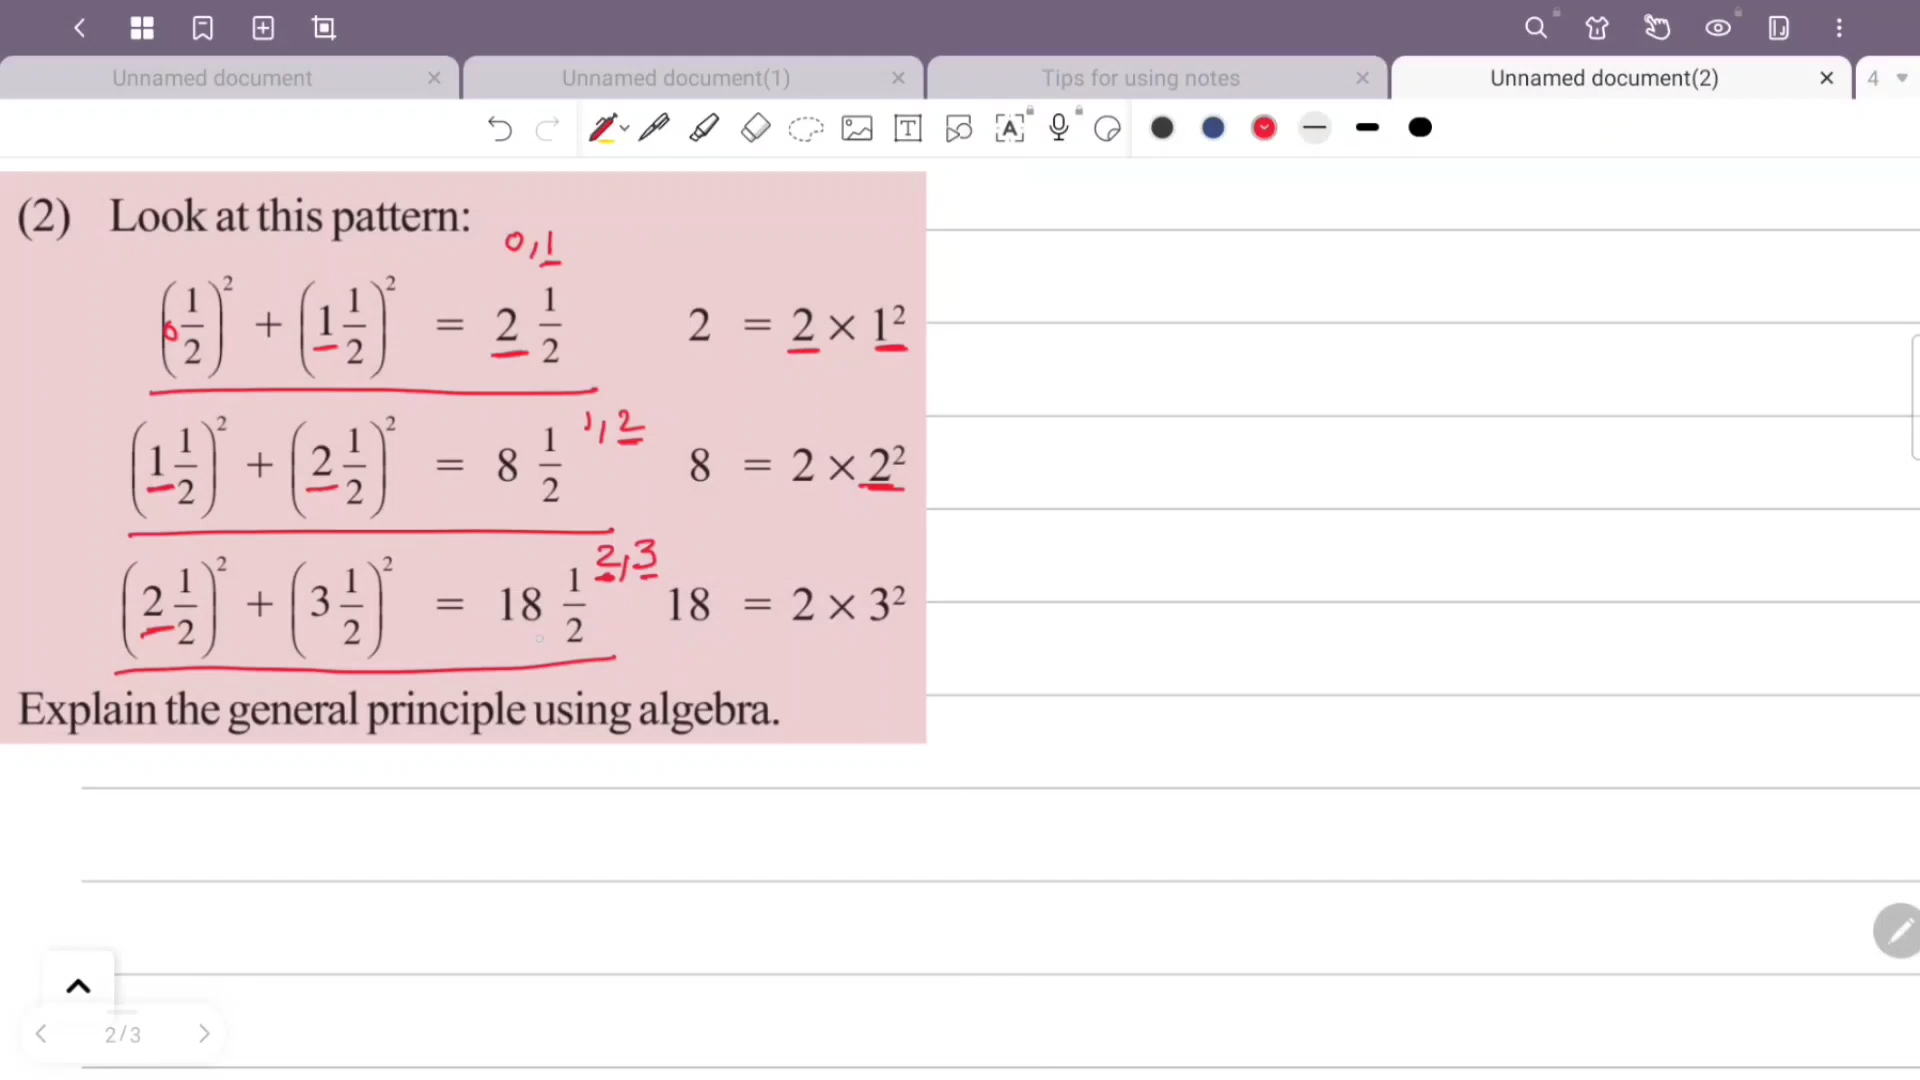 Unnamed document
Unnamed document(1)
Tips for using notes
Unnamed document(2)
4
(2) Look at this pattern:
0,1
(0 1/2)² + (1 1/2)² = 2 1/2 2 = 2 × 1²
1,2
(1 1/2)² + (2 1/2)² = 8 1/2 8 = 2 × 2²
2,3
(2 1/2)² + (3 1/2)² = 18 1/2 18 = 2 × 3²
Explain the general principle using algebra.
2/3